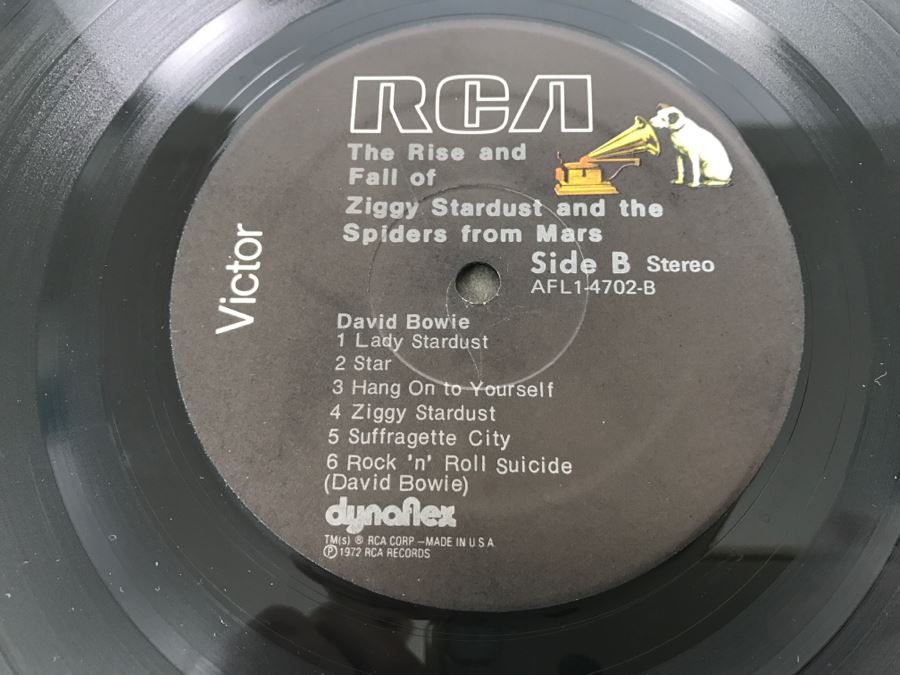 RCA
The Rise and
Fall of
Ziggy Stardust and the
Spiders from Mars
Side B Stereo
AFL1-4702-B
Victor
David Bowie
1 Lady Stardust
2 Star
3 Hang On to Yourself
4 Ziggy Stardust
5 Suffragette City
6 Rock 'n' Roll Suicide
(David Bowie)
dynaflex
TM(s) ® RCA CORP —MADE IN U S A
℗ 1972 RCA RECORDS